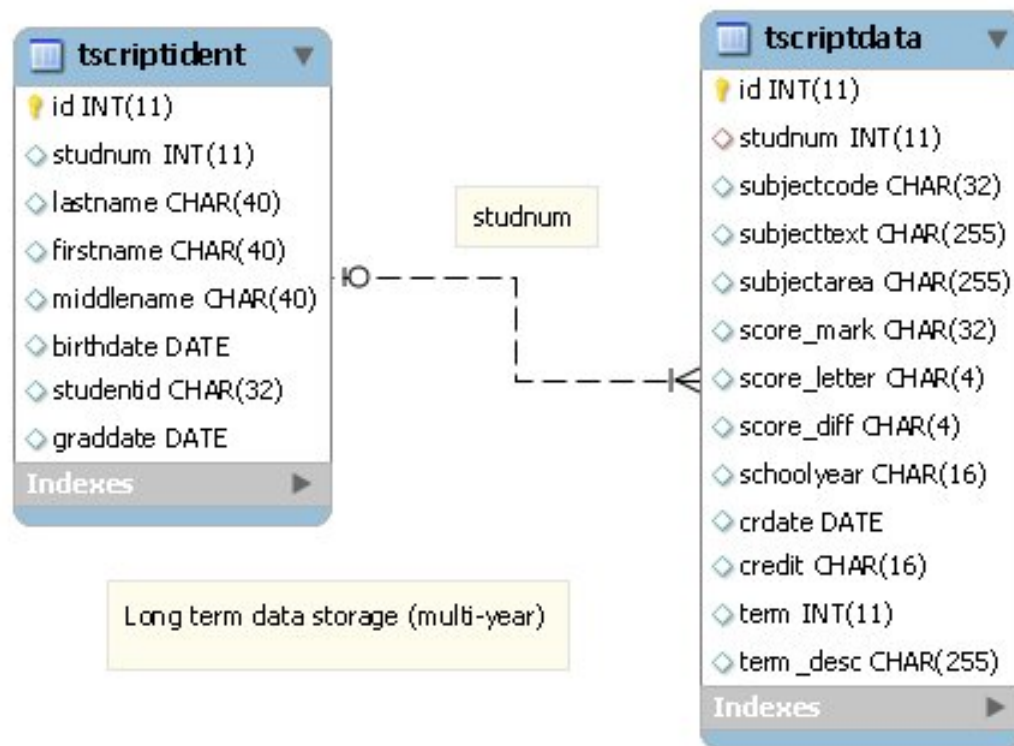 tscriptident
id INT(11)
studnum INT(11)
lastname CHAR(40)
firstname CHAR(40)
middlename CHAR(40)
birthdate DATE
studentid CHAR(32)
graddate DATE
Indexes
studnum
Long term data storage (multi-year)
tscriptdata
id INT(11)
studnum INT(11)
subjectcode CHAR(32)
subjecttext CHAR(255)
subjectarea CHAR(255)
score_mark CHAR(32)
score_letter CHAR(4)
score_diff CHAR(4)
schoolyear CHAR(16)
crdate DATE
credit CHAR(16)
term INT(11)
term_desc CHAR(255)
Indexes